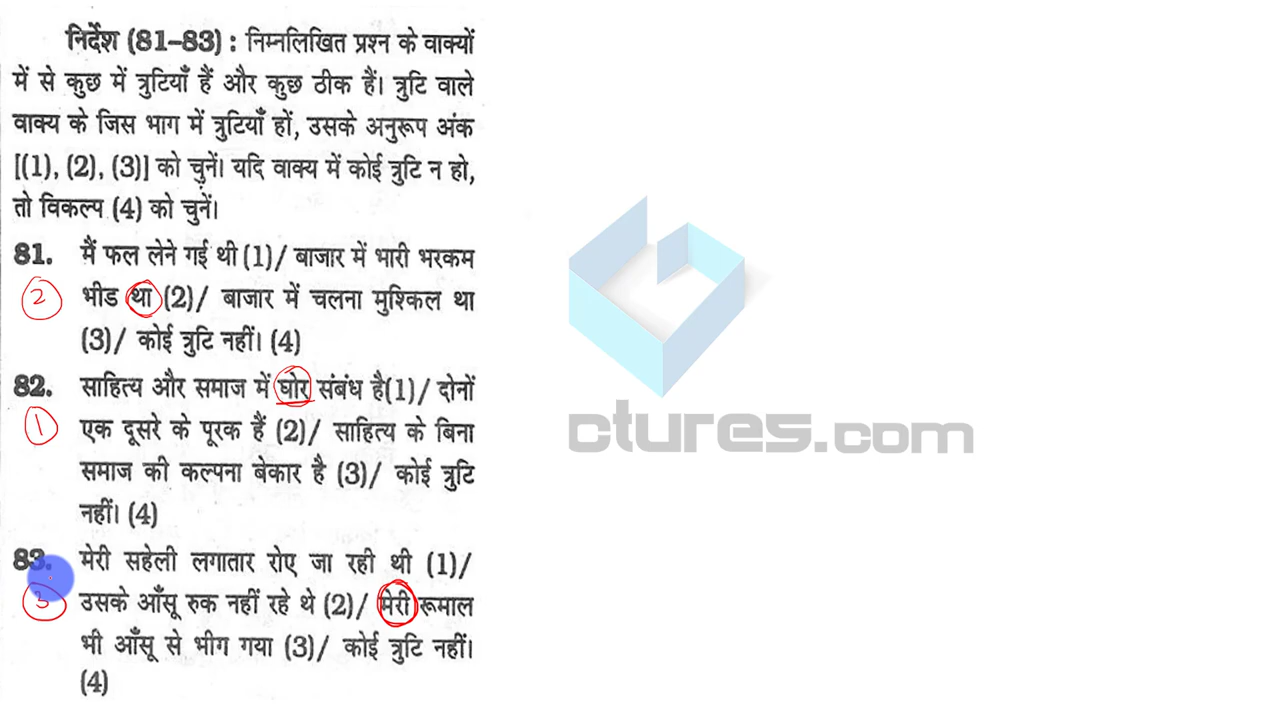 निर्देश (81–83) : निम्नलिखित प्रश्न के वाक्यों
में से कुछ में त्रुटियाँ हैं और कुछ ठीक हैं। त्रुटि वाले
वाक्य के जिस भाग में त्रुटियाँ हों, उसके अनुरूप अंक
[(1), (2), (3)] को चुनें। यदि वाक्य में कोई त्रुटि न हो,
तो विकल्प (4) को चुनें।
81. मैं फल लेने गई थी (1)/ बाजार में भारी भरकम
2 भीड था (2)/ बाजार में चलना मुश्किल था
(3)/ कोई त्रुटि नहीं। (4)
82. साहित्य और समाज में घोर संबंध है(1)/ दोनों
1 एक दूसरे के पूरक हैं (2)/ साहित्य के बिना
समाज की कल्पना बेकार है (3)/ कोई त्रुटि
नहीं। (4)
83. मेरी सहेली लगातार रोए जा रही थी (1)/
3 उसके आँसू रुक नहीं रहे थे (2)/ मेरी रूमाल
भी आँसू से भीग गया (3)/ कोई त्रुटि नहीं।
(4)
ctures.com